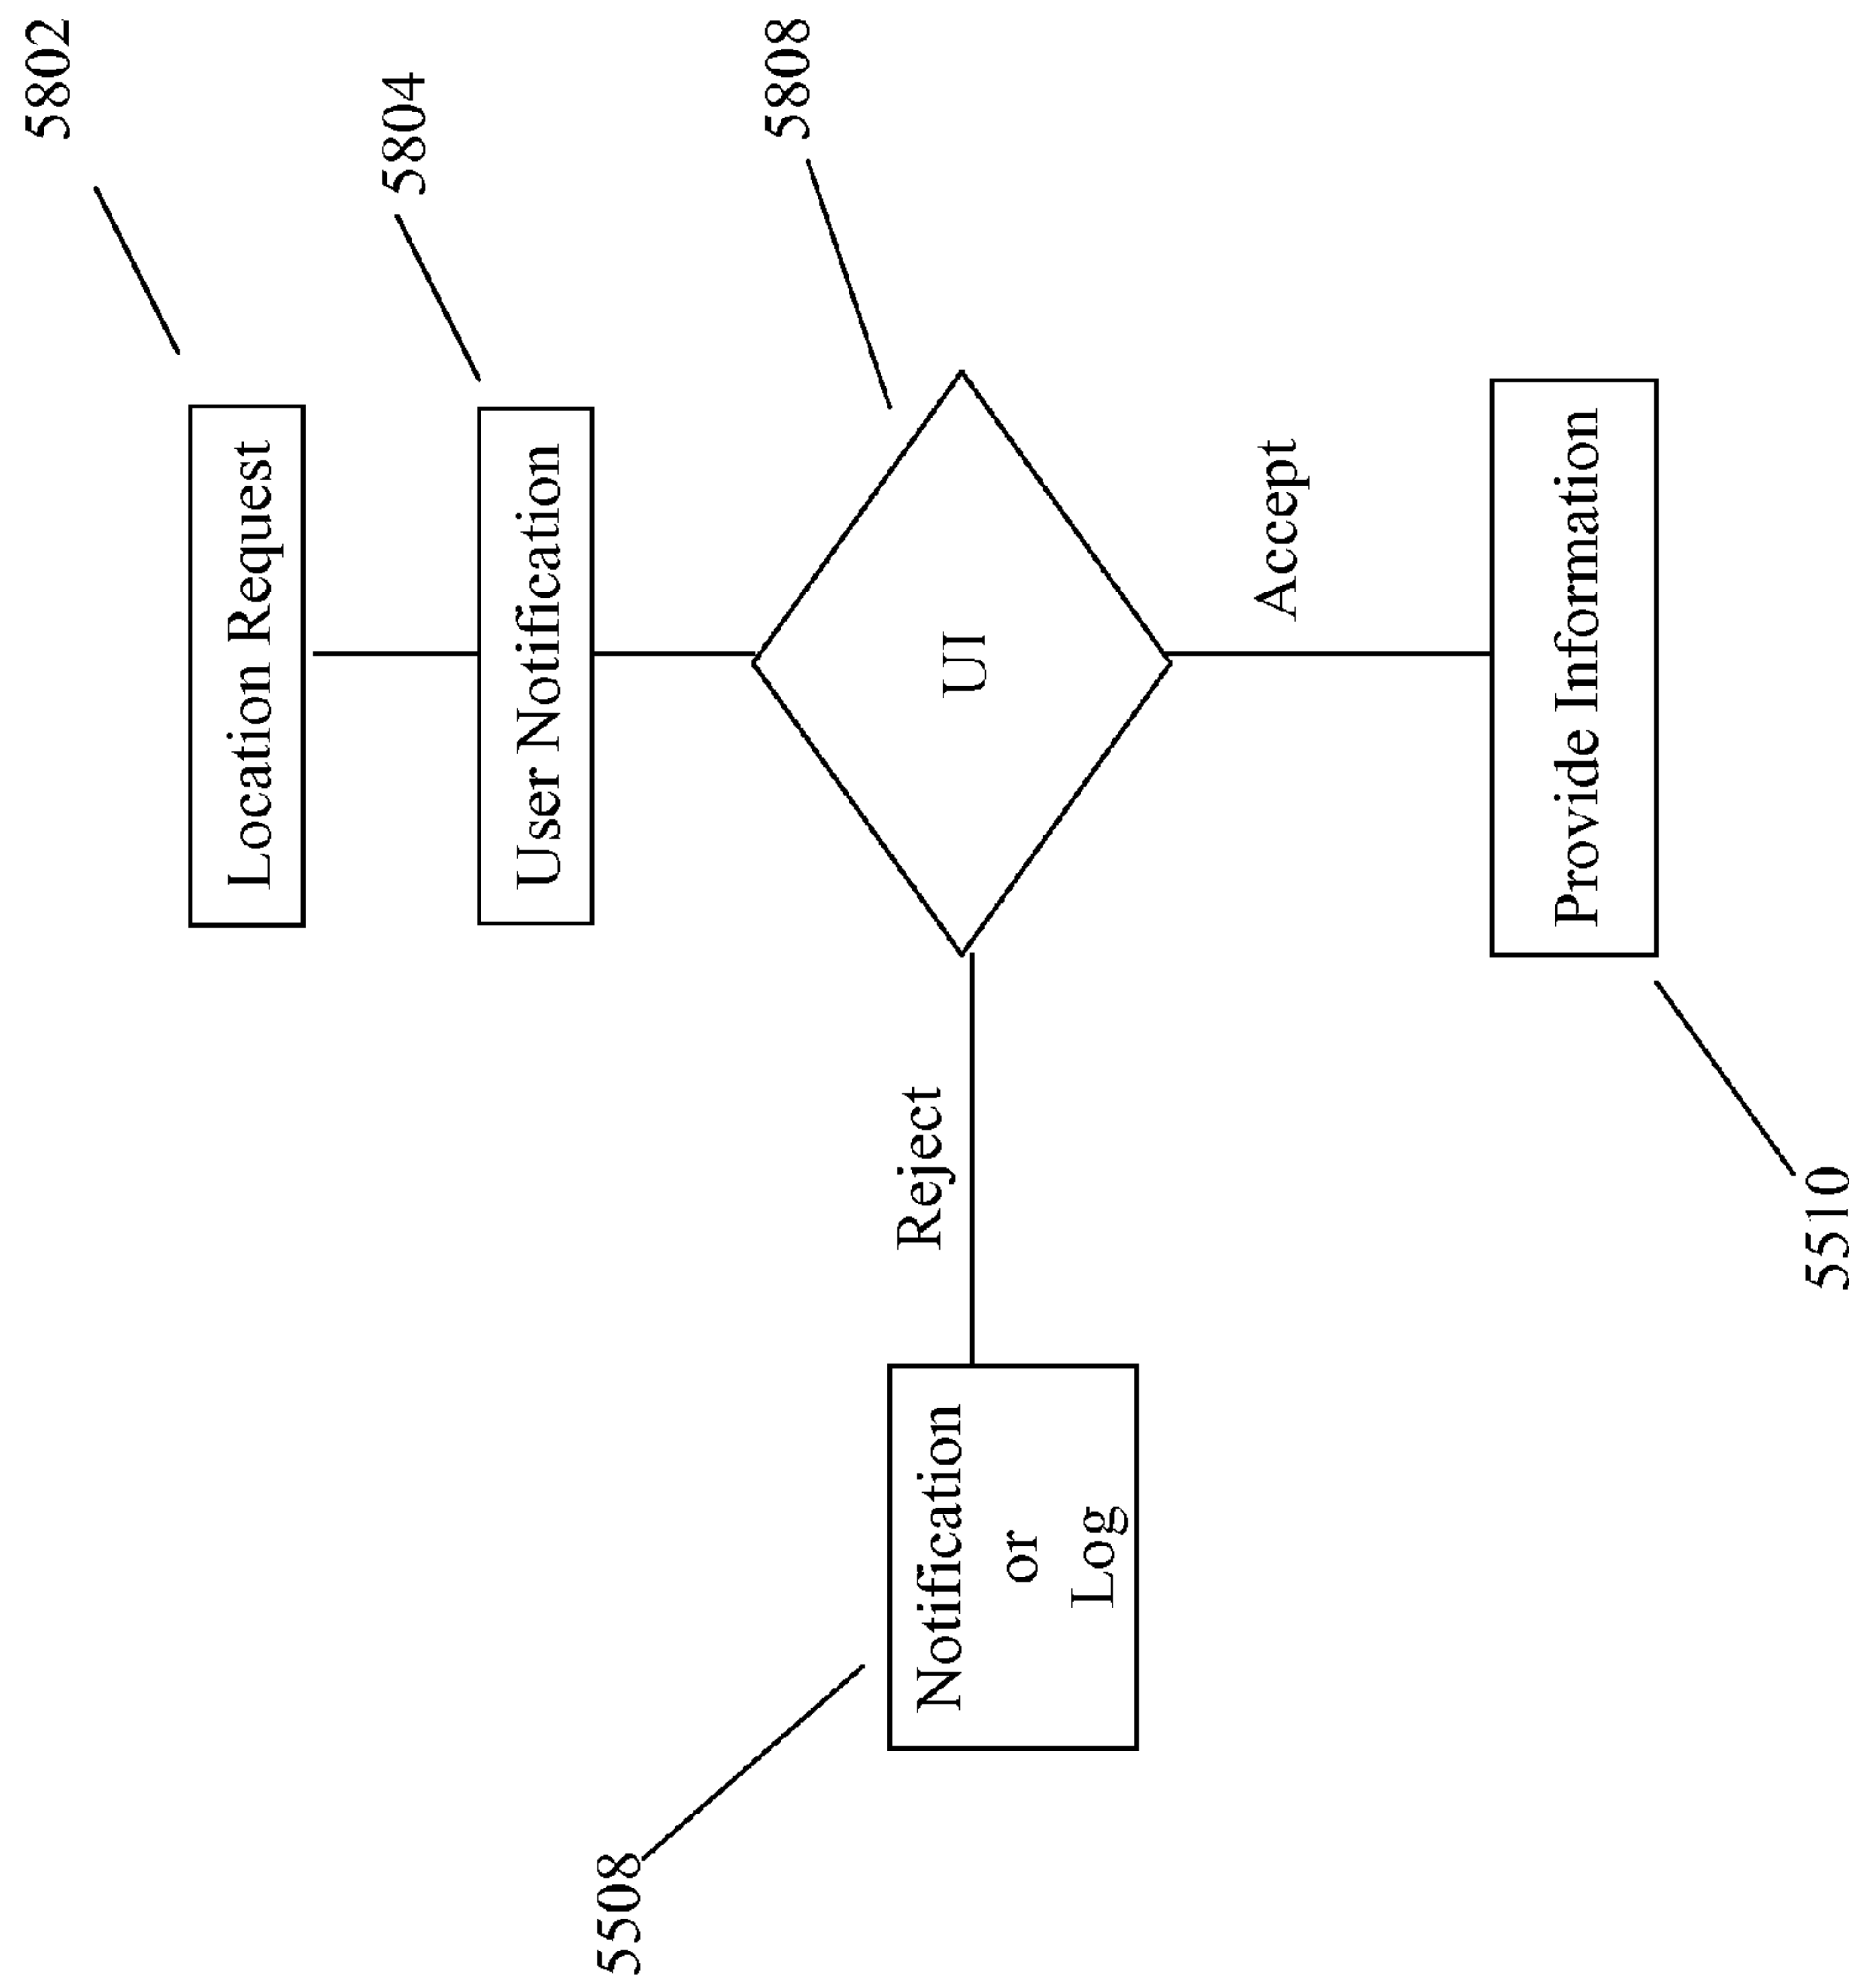 5802
Location Request
5804
User Notification
5808
UI
Reject
Accept
5508
Notification
or
Log
Provide Information
5510